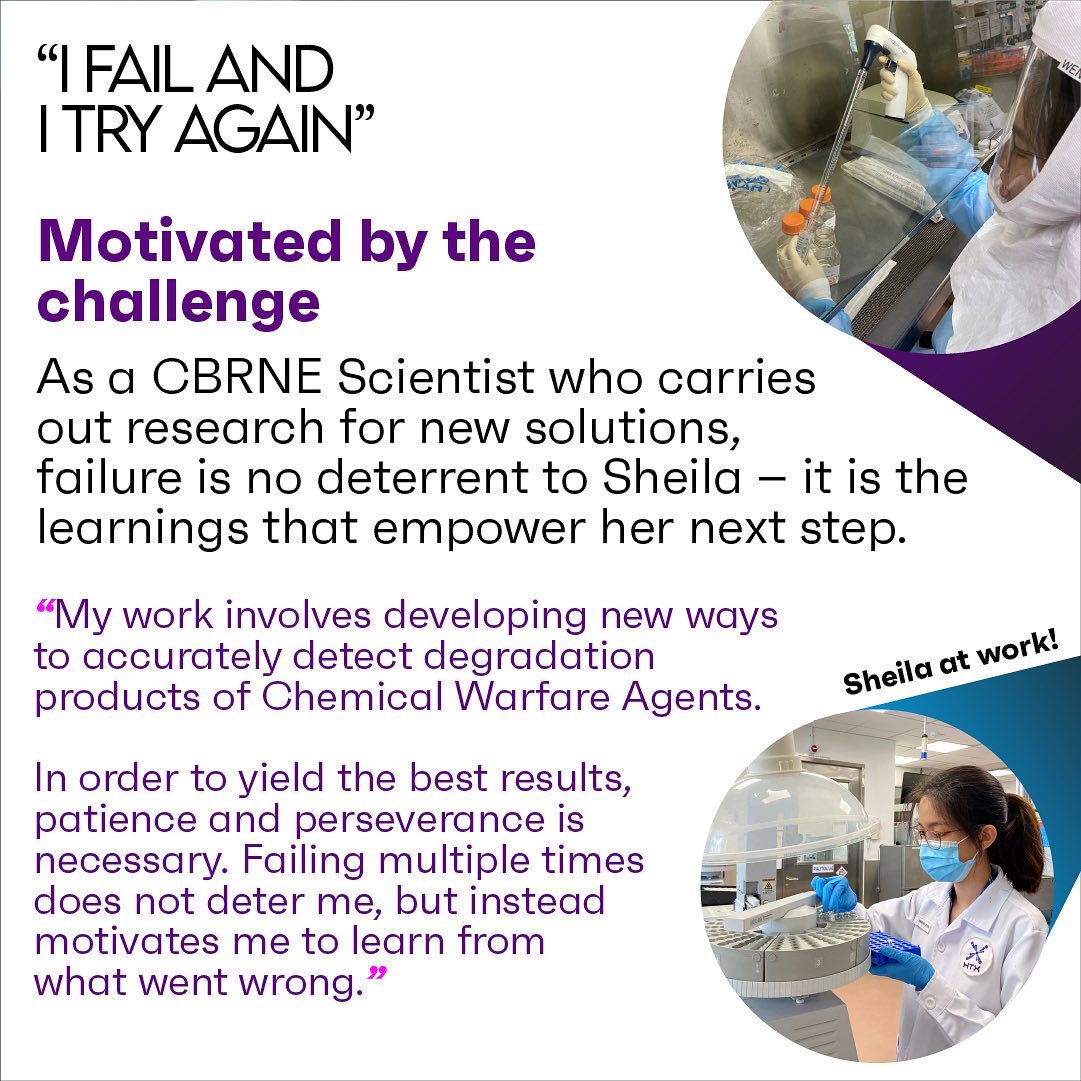 “I FAIL AND
I TRY AGAIN”
Motivated by the
challenge
As a CBRNE Scientist who carries
out research for new solutions,
failure is no deterrent to Sheila – it is the
learnings that empower her next step.
“My work involves developing new ways
to accurately detect degradation
products of Chemical Warfare Agents.
In order to yield the best results,
patience and perseverance is
necessary. Failing multiple times
does not deter me, but instead
motivates me to learn from
what went wrong.”
Sheila at work!
HTX